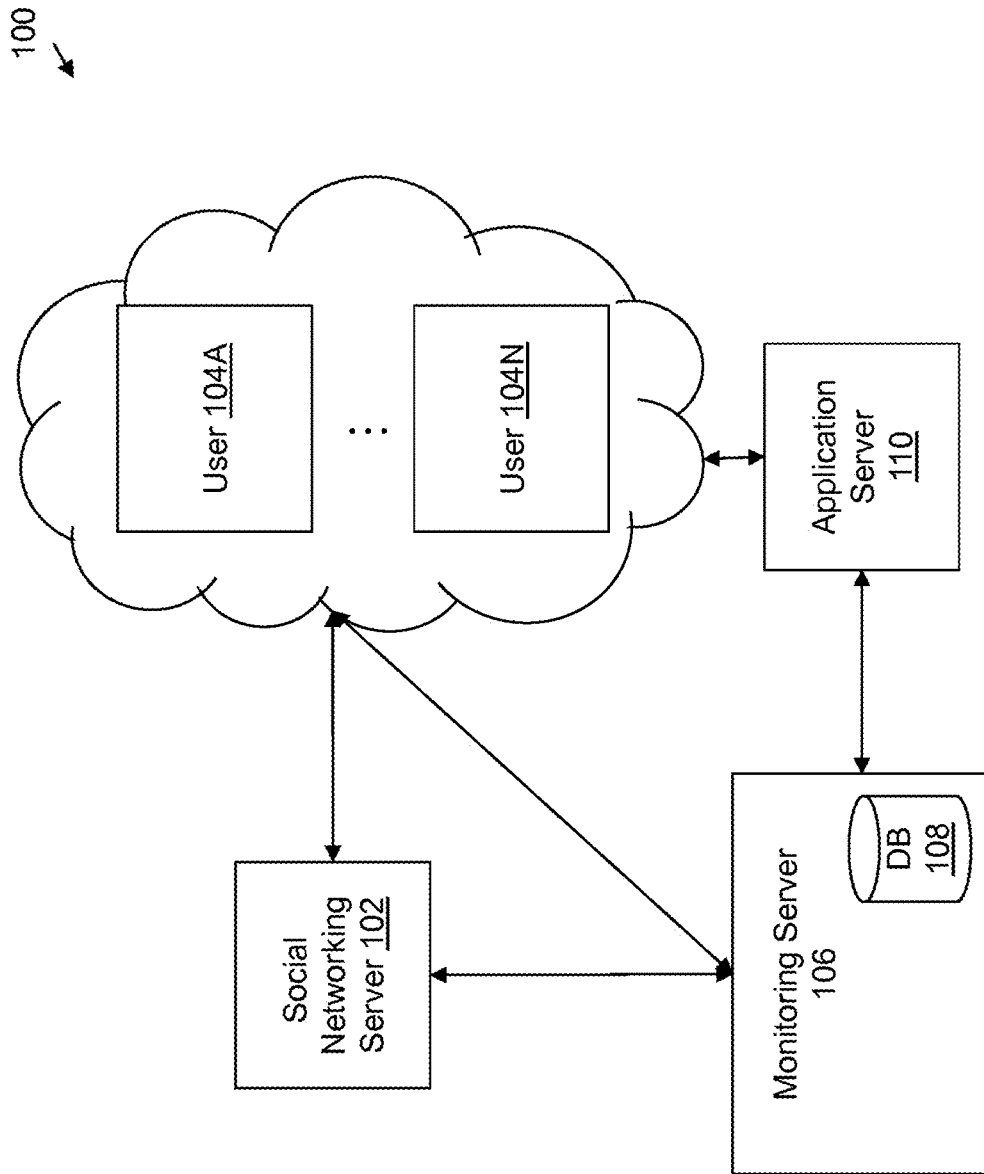 100
User 104A
...
User 104N
Social
Networking
Server 102
Application
Server
110
Monitoring Server
106
DB
108